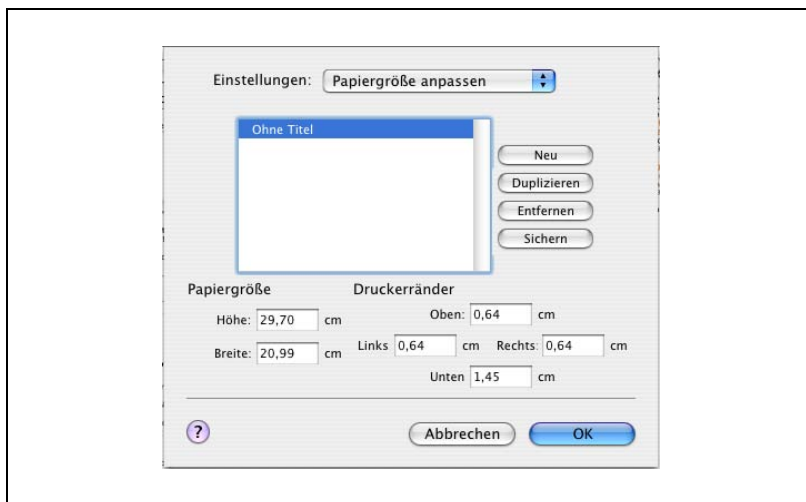 Einstellungen: Papiergröße anpassen
Ohne Titel
Neu
Duplizieren
Entfernen
Sichern
Papiergröße Druckerränder
Höhe: 29,70 cm
Breite: 20,99 cm
Oben: 0,64 cm
Links 0,64 cm Rechts: 0,64 cm
Unten 1,45 cm
? Abbrechen OK